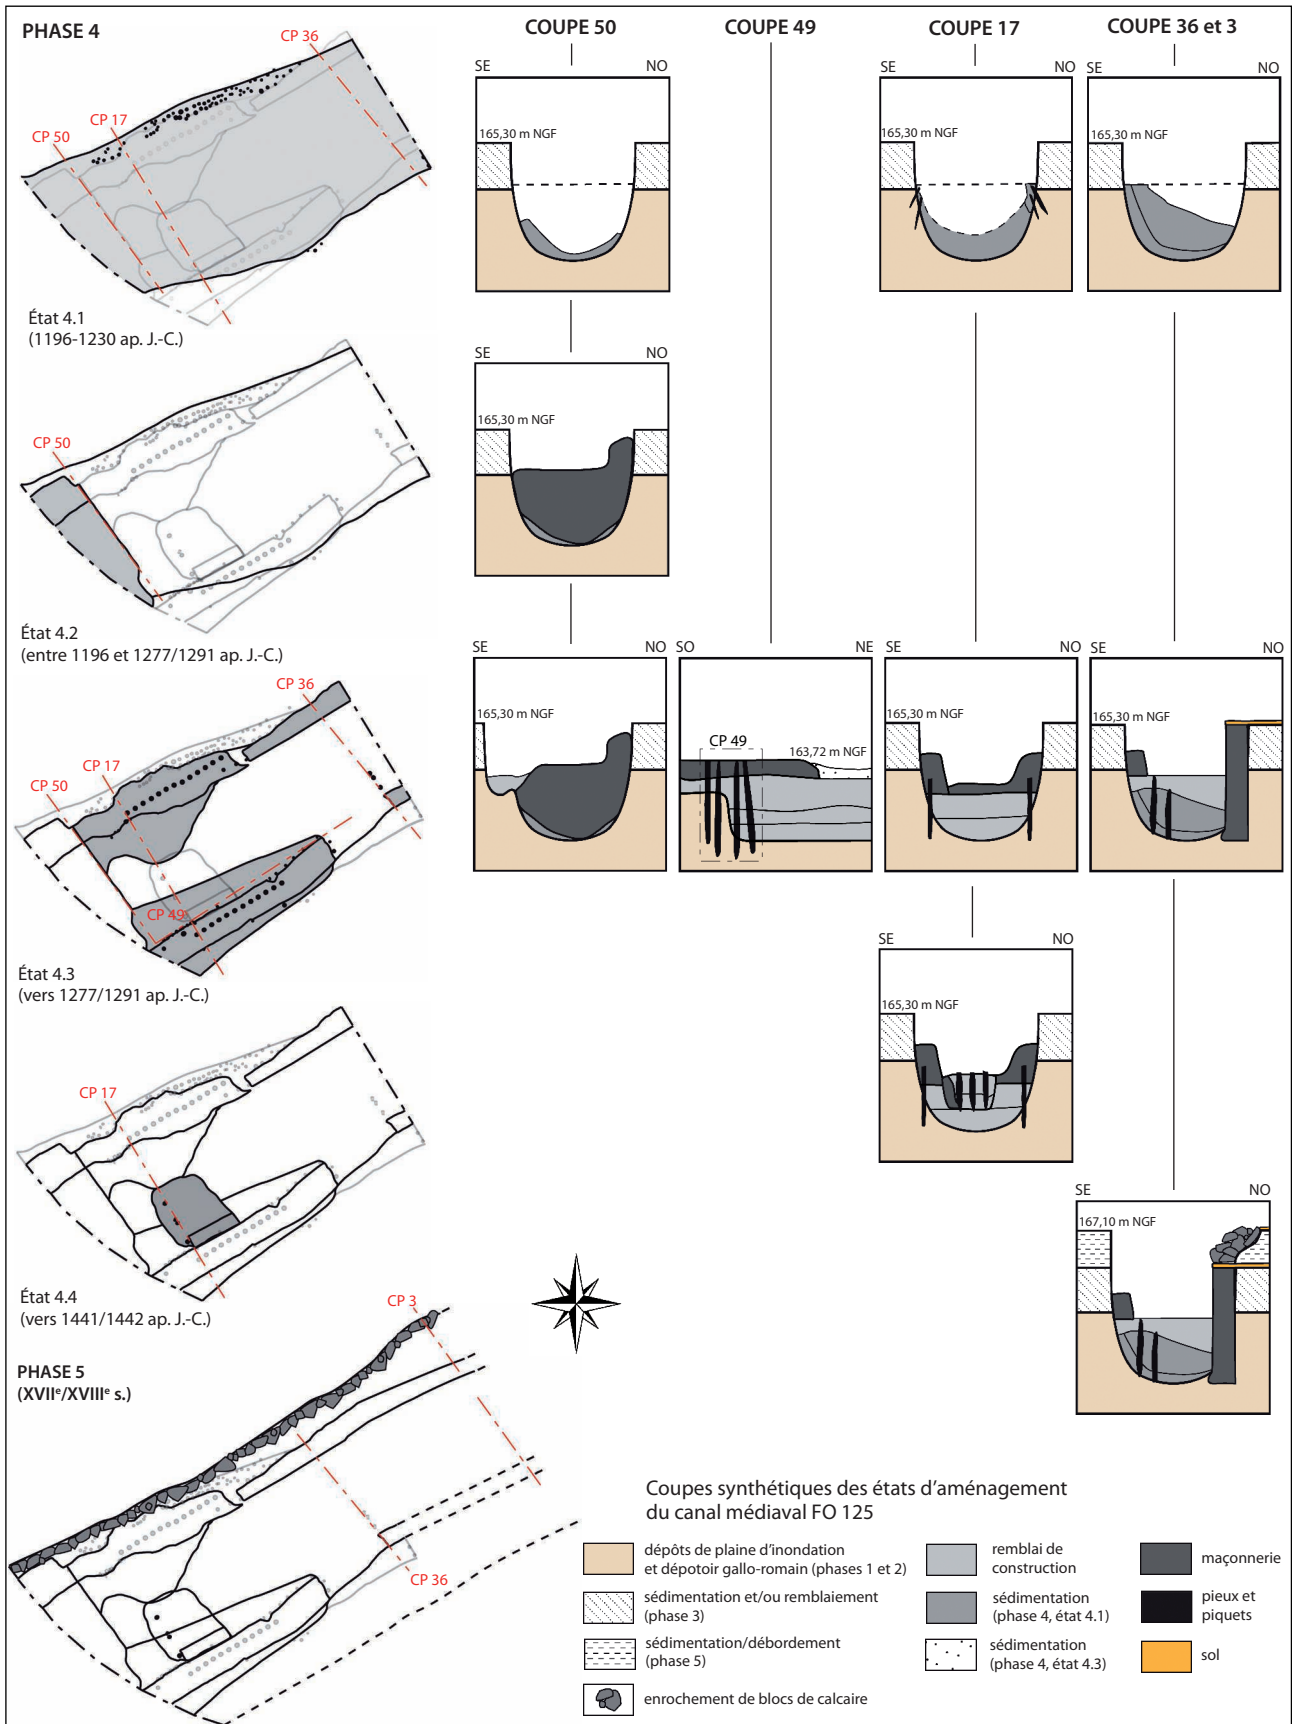 PHASE 4
COUPE 50
COUPE 49
COUPE 17
COUPE 36 et 3
CP 36
CP 17
CP 50
SE
NO
165,30 m NGF
SE
NO
165,30 m NGF
SE
NO
165,30 m NGF
État 4.1
(1196-1230 ap. J.-C.)
CP 50
SE
NO
165,30 m NGF
État 4.2
(entre 1196 et 1277/1291 ap. J.-C.)
CP 36
CP 17
CP 50
CP 49
SE
NO
165,30 m NGF
SO
NE
CP 49
163,72 m NGF
SE
NO
165,30 m NGF
SE
NO
165,30 m NGF
État 4.3
(vers 1277/1291 ap. J.-C.)
SE
NO
165,30 m NGF
CP 17
État 4.4
(vers 1441/1442 ap. J.-C.)
SE
NO
167,10 m NGF
PHASE 5
(XVIIe/XVIIIe s.)
CP 3
CP 36
Coupes synthétiques des états d'aménagement
du canal médiaval FO 125
dépôts de plaine d'inondation
et dépotoir gallo-romain (phases 1 et 2)
sédimentation et/ou remblaiement
(phase 3)
sédimentation/débordement
(phase 5)
enrochement de blocs de calcaire
remblai de
construction
sédimentation
(phase 4, état 4.1)
sédimentation
(phase 4, état 4.3)
maçonnerie
pieux et
piquets
sol